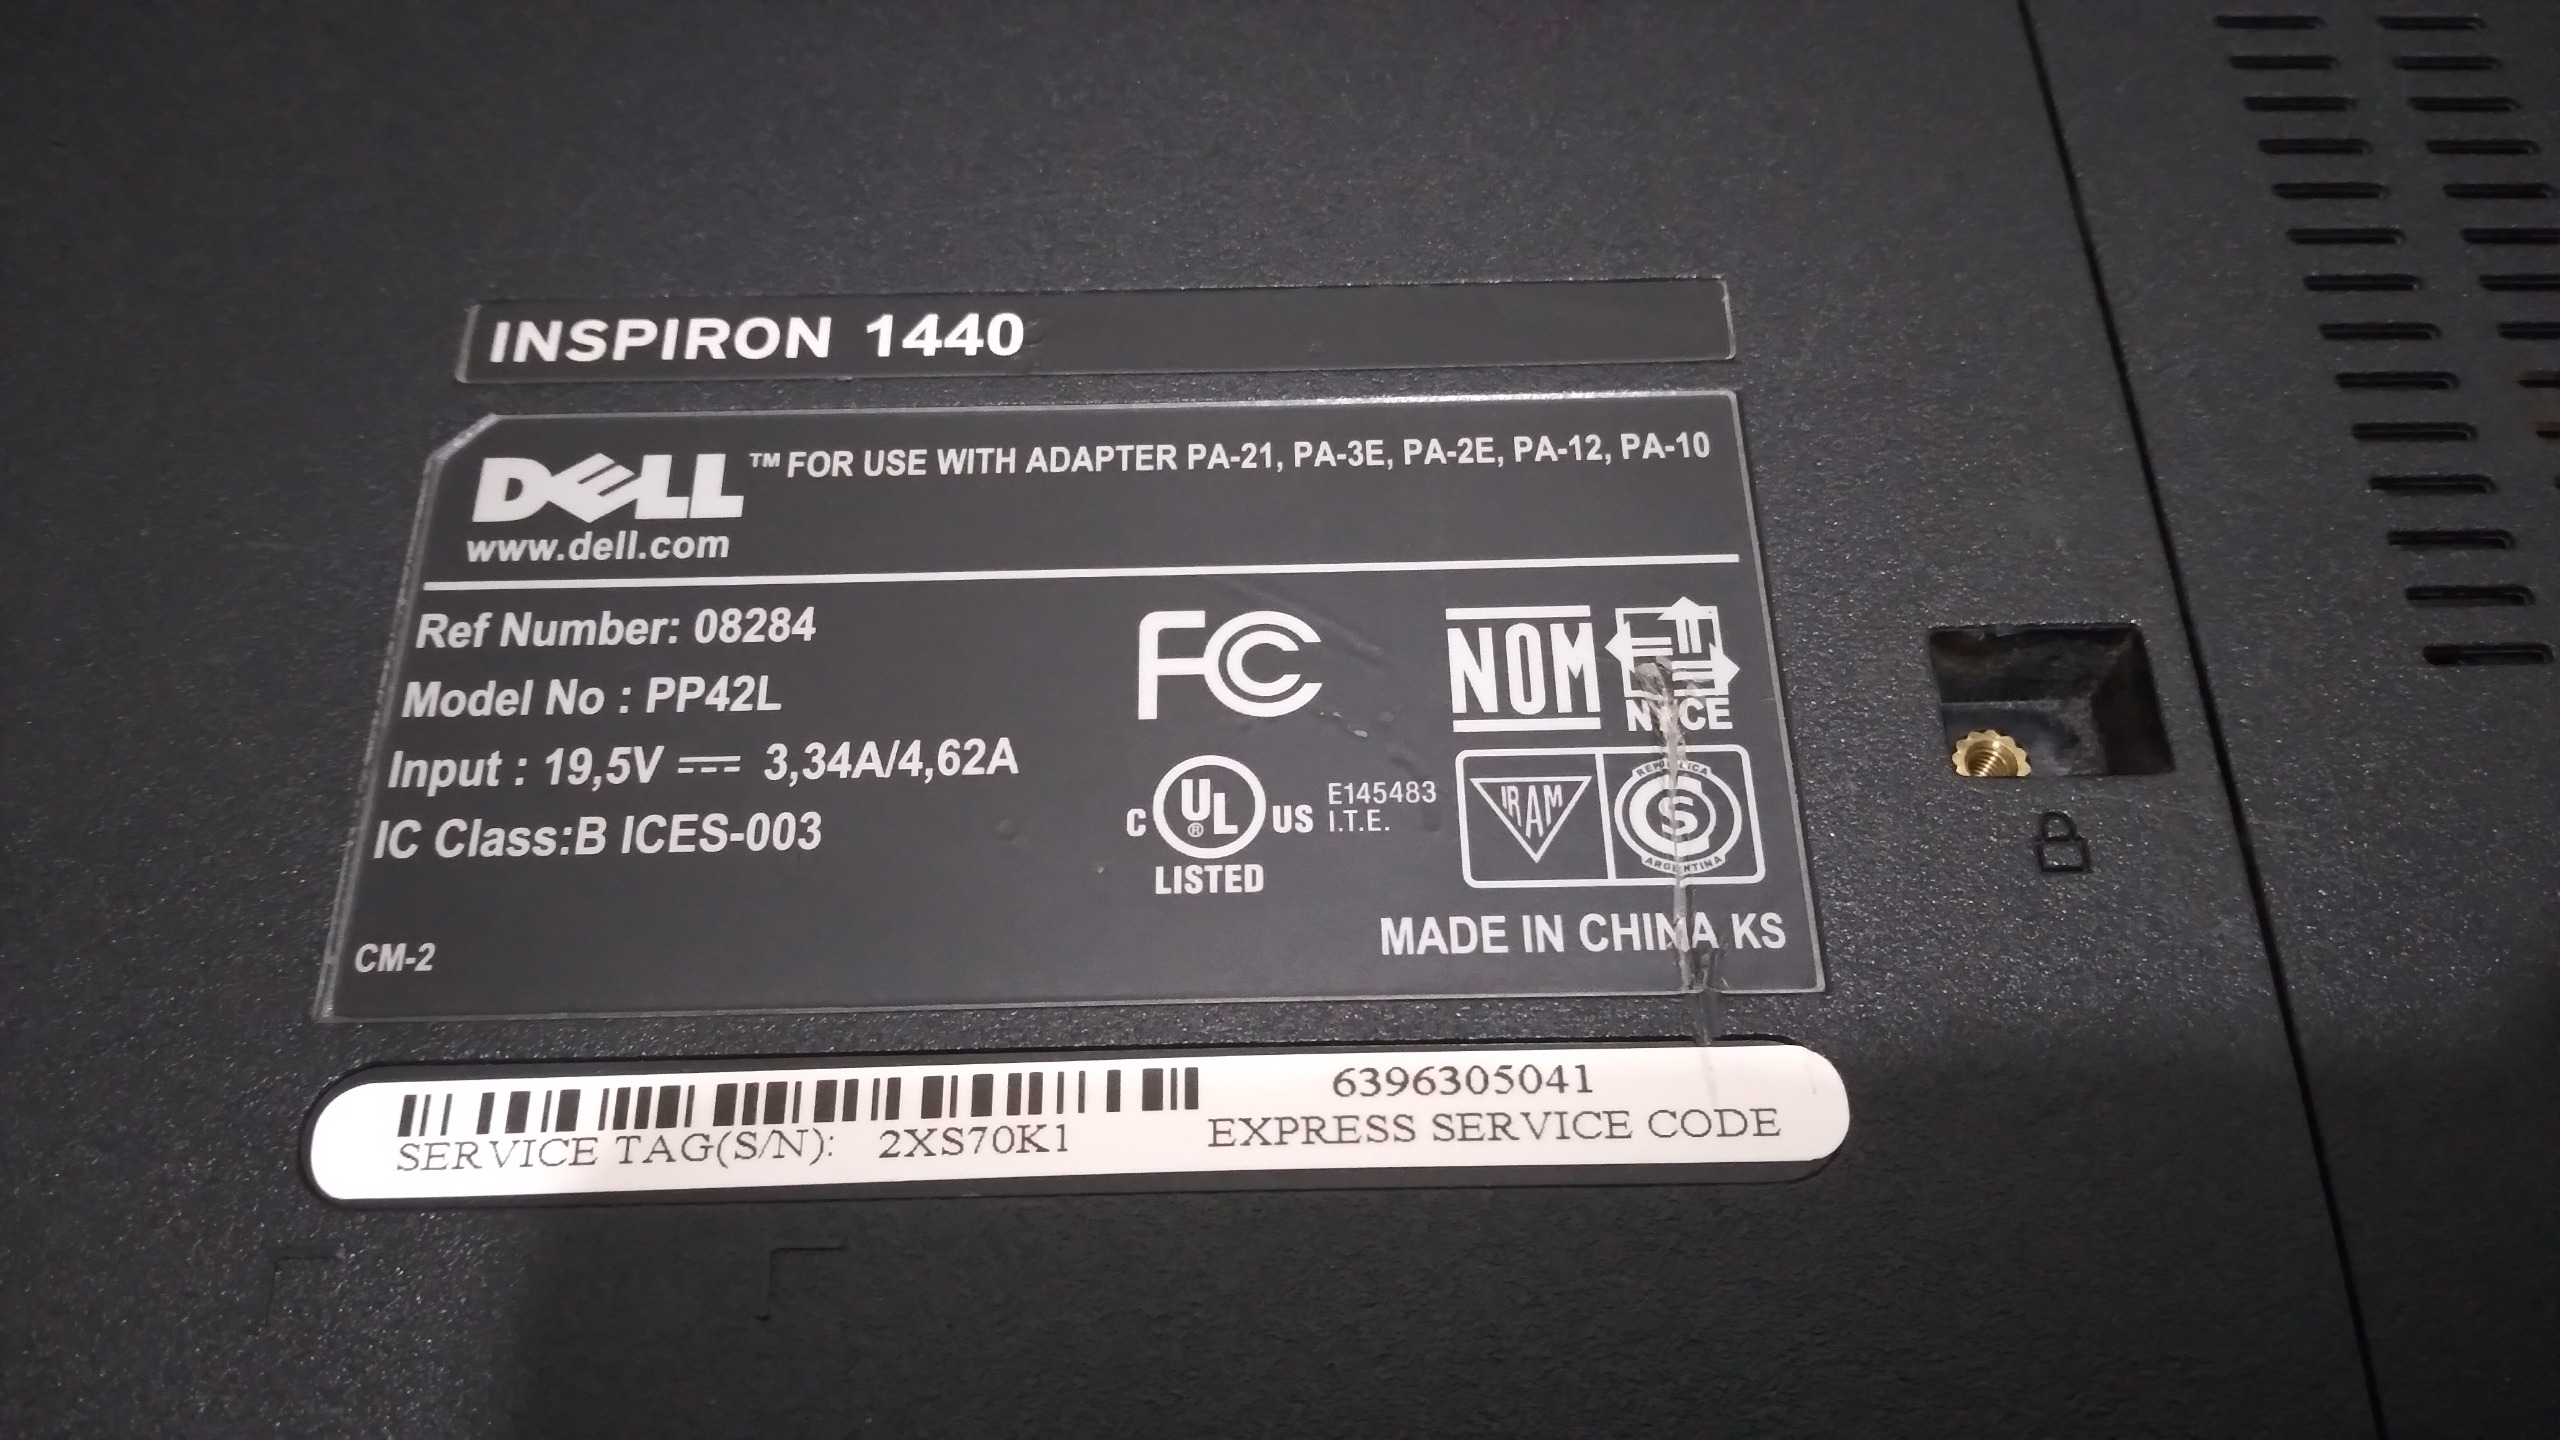 INSPIRON 1440
DELL ™ FOR USE WITH ADAPTER PA-21, PA-3E, PA-2E, PA-12, PA-10
www.dell.com
Ref Number: 08284
Model No : PP42L
Input : 19,5V ⎓ 3,34A/4,62A
IC Class:B ICES-003
CM-2
FC
NOM
NYCE
C UL ® US
LISTED
E145483
I.T.E.
IRAM
REPUBLICA
S
ARGENTINA
MADE IN CHINA KS
6396305041
SERVICE TAG(S/N): 2XS70K1
EXPRESS SERVICE CODE